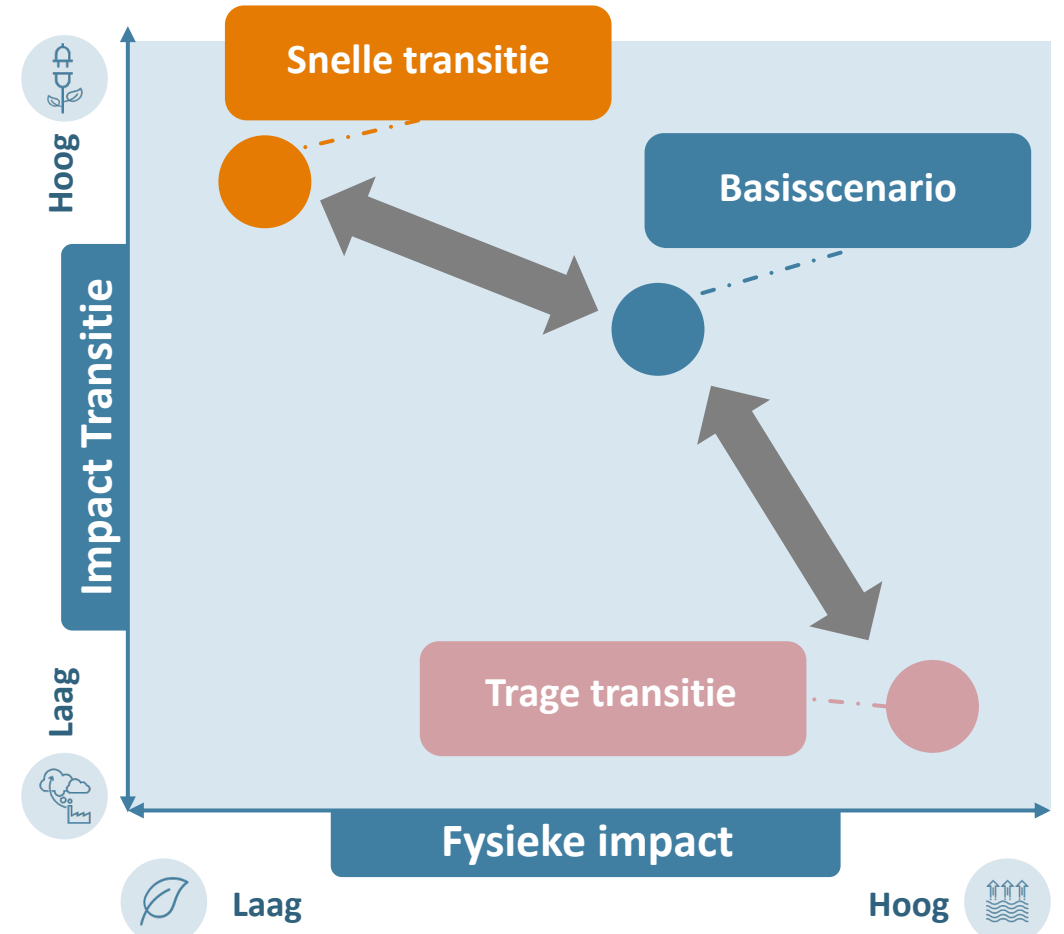 Snelle transitie
Hoog
Basisscenario
Impact Transitie
Laag
Trage transitie
Fysieke impact
Laag
Hoog